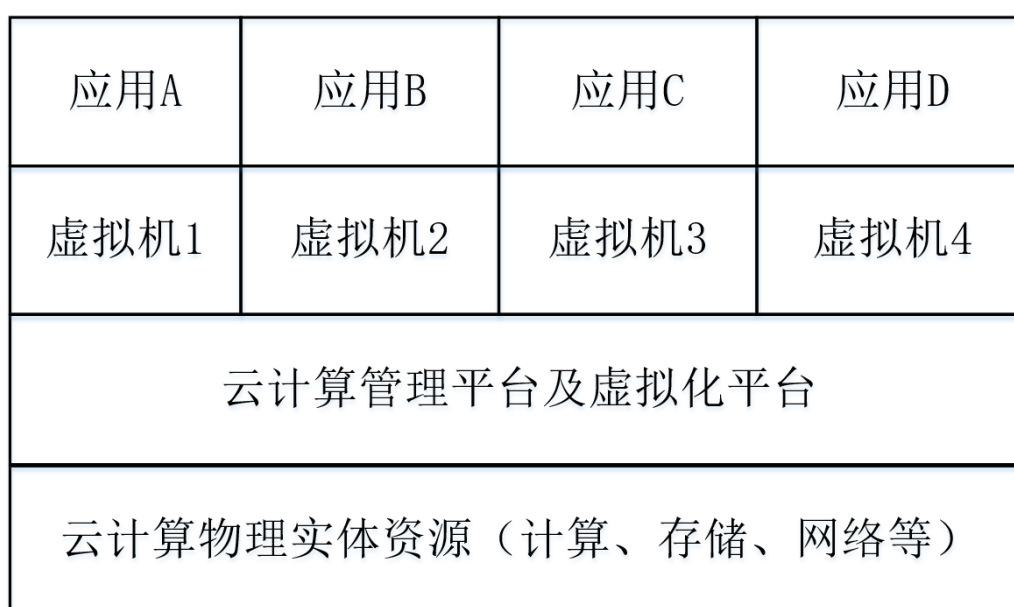 应用A 应用B 应用C 应用D
虚拟机1 虚拟机2 虚拟机3 虚拟机4
云计算管理平台及虚拟化平台
云计算物理实体资源（计算、存储、网络等）